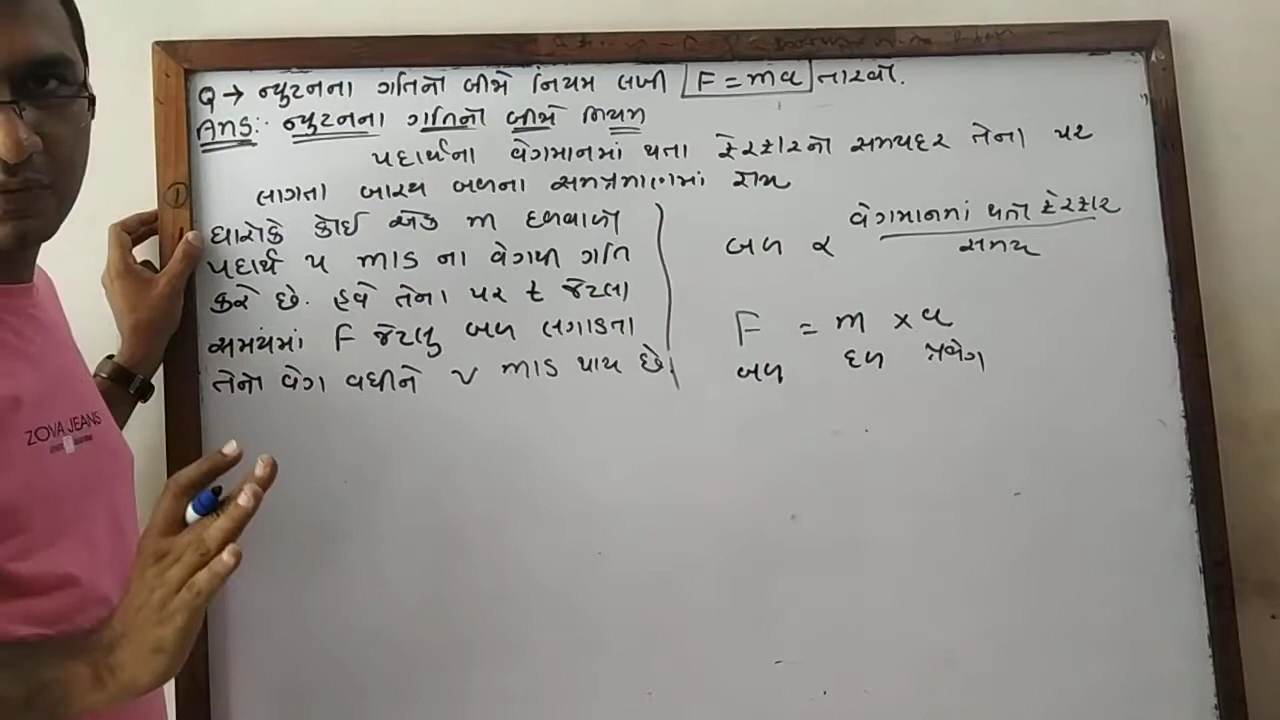 Q → ન્યુટનના ગતિનો બીજો નિયમ લખી F = ma તારવો.
Ans:- ન્યુટનના ગતિનો બીજો નિયમ
પદાર્થના વેગમાનમાં થતા ફેરફારનો સમયદર તેના પર
લાગતા બાહ્ય બળના સમપ્રમાણમાં હોય
ધારોકે કોઈ એક m દળવાળો
પદાર્થ u m/s ના વેગથી ગતિ
કરે છે. હવે તેના પર t જેટલા
સમયમાં F જેટલુ બળ લગાડતા
તેનો વેગ વધીને v m/s થાય છે.
વેગમાનમાં થતો ફેરફાર
બળ ∝
સમય
F = m × a
બળ દળ પ્રવેગ
ZOVA JEANS